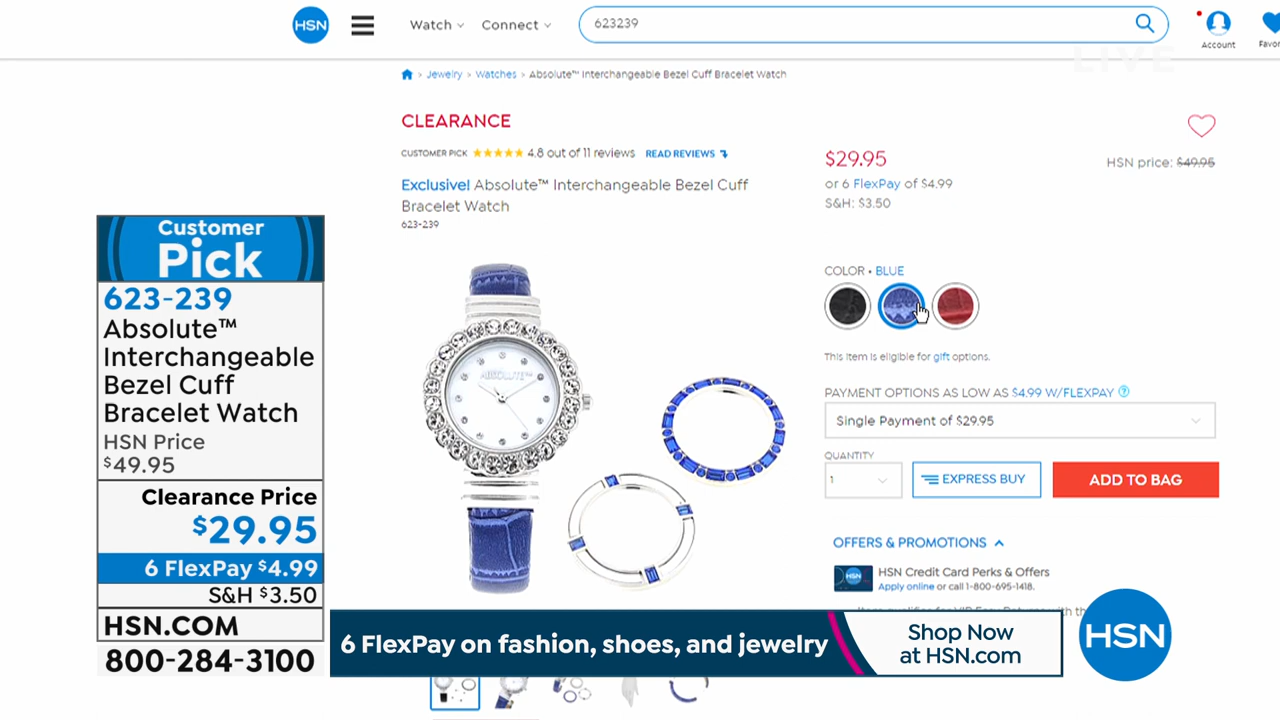 HSN
Watch
Connect
623239
Account
Favor
LIVE
Jewelry > Watches > Absolute™ Interchangeable Bezel Cuff Bracelet Watch
CLEARANCE
CUSTOMER PICK 4.8 out of 11 reviews READ REVIEWS
Exclusive! Absolute™ Interchangeable Bezel Cuff
Bracelet Watch
623-239
ABSOLUTE™
$29.95
HSN price: $49.95
or 6 FlexPay of $4.99
S&H: $3.50
COLOR • BLUE
This item is eligible for gift options.
PAYMENT OPTIONS AS LOW AS $4.99 W/FLEXPAY ?
Single Payment of $29.95
QUANTITY
1
EXPRESS BUY
ADD TO BAG
OFFERS & PROMOTIONS
HSN
HSN Credit Card Perks & Offers
Apply online or call 1-800-695-1418.
Customer
Pick
623-239
Absolute™
Interchangeable
Bezel Cuff
Bracelet Watch
HSN Price
$49.95
Clearance Price
$29.95
6 FlexPay $4.99
S&H $3.50
HSN.COM
800-284-3100
6 FlexPay on fashion, shoes, and jewelry
Shop Now
at HSN.com
HSN